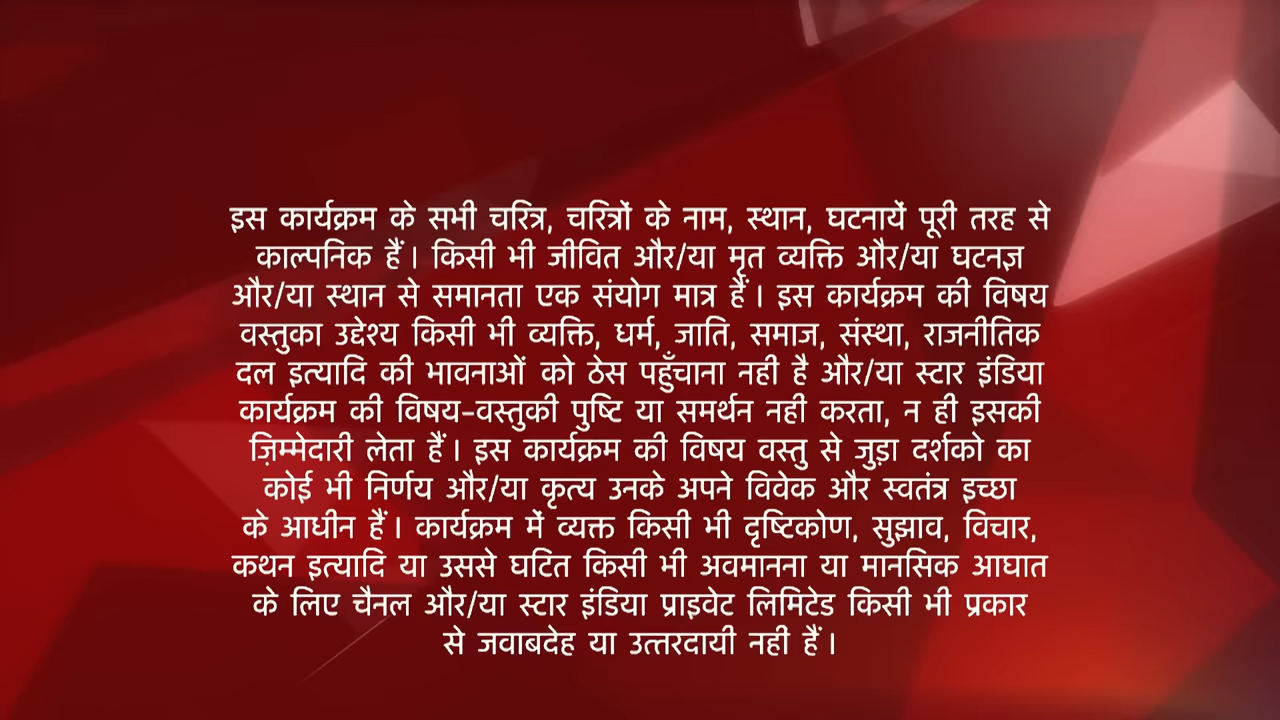 इस कार्यक्रम के सभी चरित्र, चरित्रों के नाम, स्थान, घटनायें पूरी तरह से
काल्पनिक हैं। किसी भी जीवित और/या मृत व्यक्ति और/या घटनज्ञ
और/या स्थान से समानता एक संयोग मात्र हैं। इस कार्यक्रम की विषय
वस्तुका उद्देश्य किसी भी व्यक्ति, धर्म, जाति, समाज, संस्था, राजनीतिक
दल इत्यादि की भावनाओं को ठेस पहुँचाना नही है और/या स्टार इंडिया
कार्यक्रम की विषय-वस्तुकी पुष्टि या समर्थन नही करता, न ही इसकी
ज़िम्मेदारी लेता हैं। इस कार्यक्रम की विषय वस्तु से जुड़ा दर्शको का
कोई भी निर्णय और/या कृत्य उनके अपने विवेक और स्वतंत्र इच्छा
के आधीन हैं। कार्यक्रम में व्यक्त किसी भी दृष्टिकोण, सुझाव, विचार,
कथन इत्यादि या उससे घटित किसी भी अवमानना या मानसिक आघात
के लिए चैनल और/या स्टार इंडिया प्राइवेट लिमिटेड किसी भी प्रकार
से जवाबदेह या उत्तरदायी नही हैं।